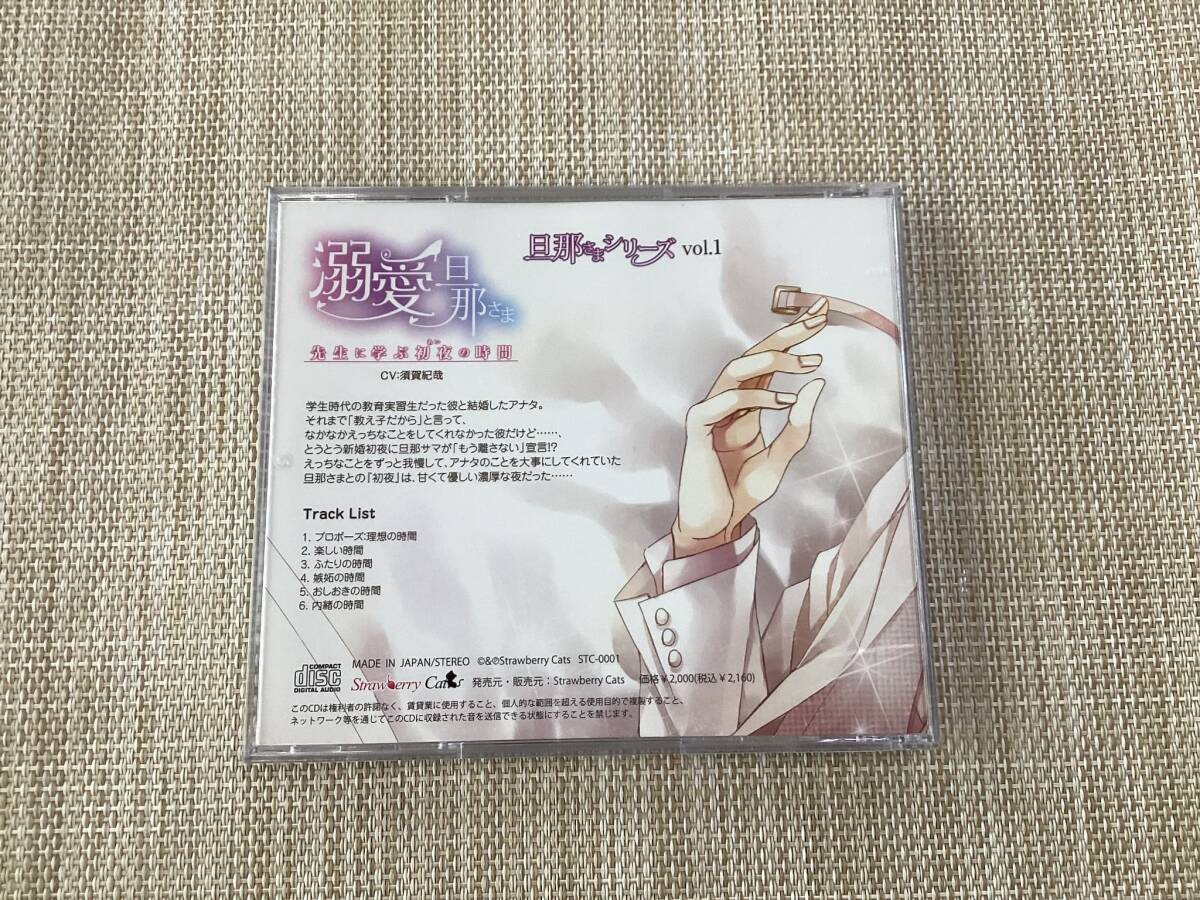 溺愛旦那さま
旦那さまシリーズ vol.1
先生に学ぶ初夜の時間
CV:須賀紀哉
学生時代の教育実習生だった彼と結婚したアナタ。
それまで「教え子だから」と言って、
なかなかえっちなことをしてくれなかった彼だけど……、
とうとう新婚初夜に旦那サマが「もう離さない」宣言!?
えっちなことをずっと我慢して、アナタのことを大事にしてくれていた
旦那さまとの「初夜」は、甘くて優しい濃厚な夜だった……
Track List
1. プロポーズ:理想の時間
2. 楽しい時間
3. ふたりの時間
4. 嫉妬の時間
5. おしおきの時間
6. 内緒の時間
COMPACT disc DIGITAL AUDIO
MADE IN JAPAN/STEREO ©&℗Strawberry Cats STC-0001
Strawberry Cats 発売元・販売元:Strawberry Cats 価格¥2,000(税込¥2,160)
このCDは権利者の許諾なく、賃貸業に使用すること、個人的な範囲を超える使用目的で複製すること、
ネットワーク等を通じてこのCDに収録された音を送信できる状態にすることを禁じます。